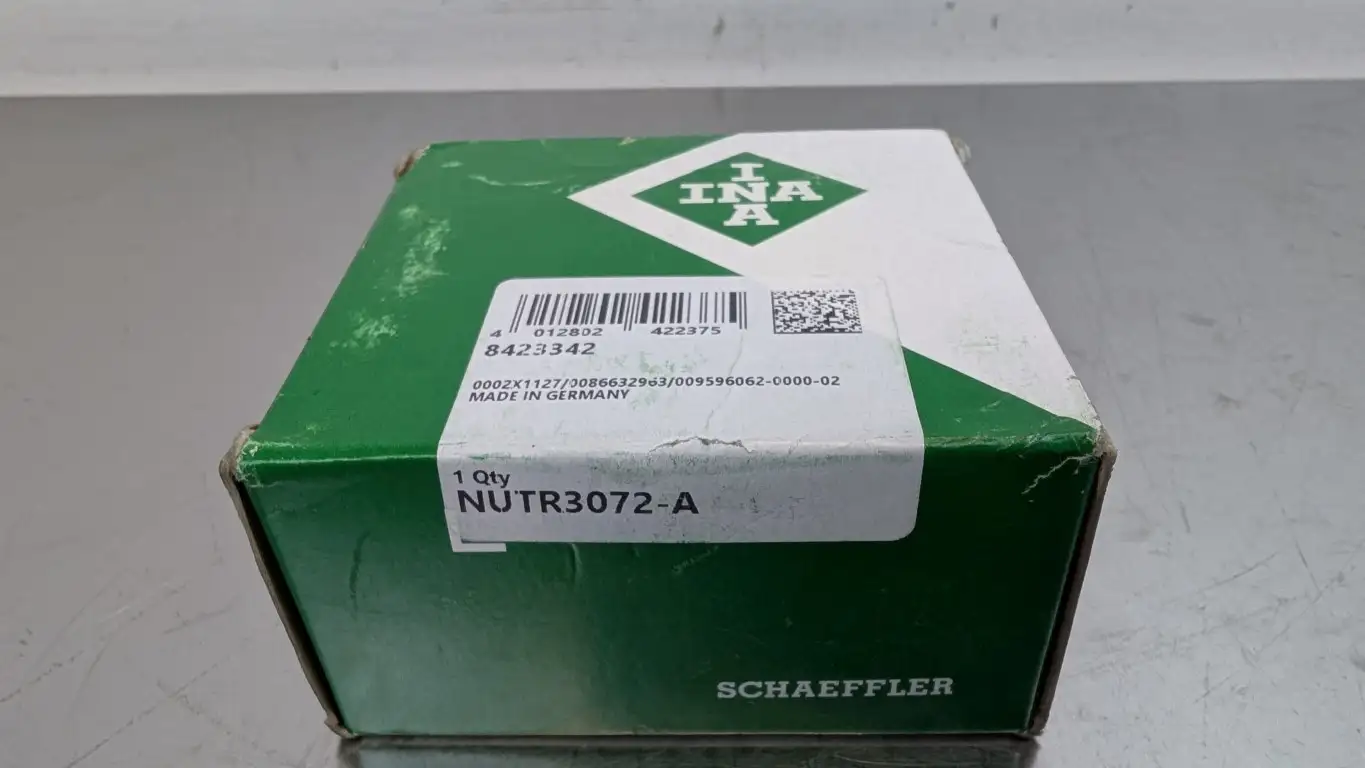 INA
4 012802 422375
8423342
0002X1127/0086632963/009596062-0000-02
MADE IN GERMANY
1 Qty
NUTR3072-A
SCHAEFFLER